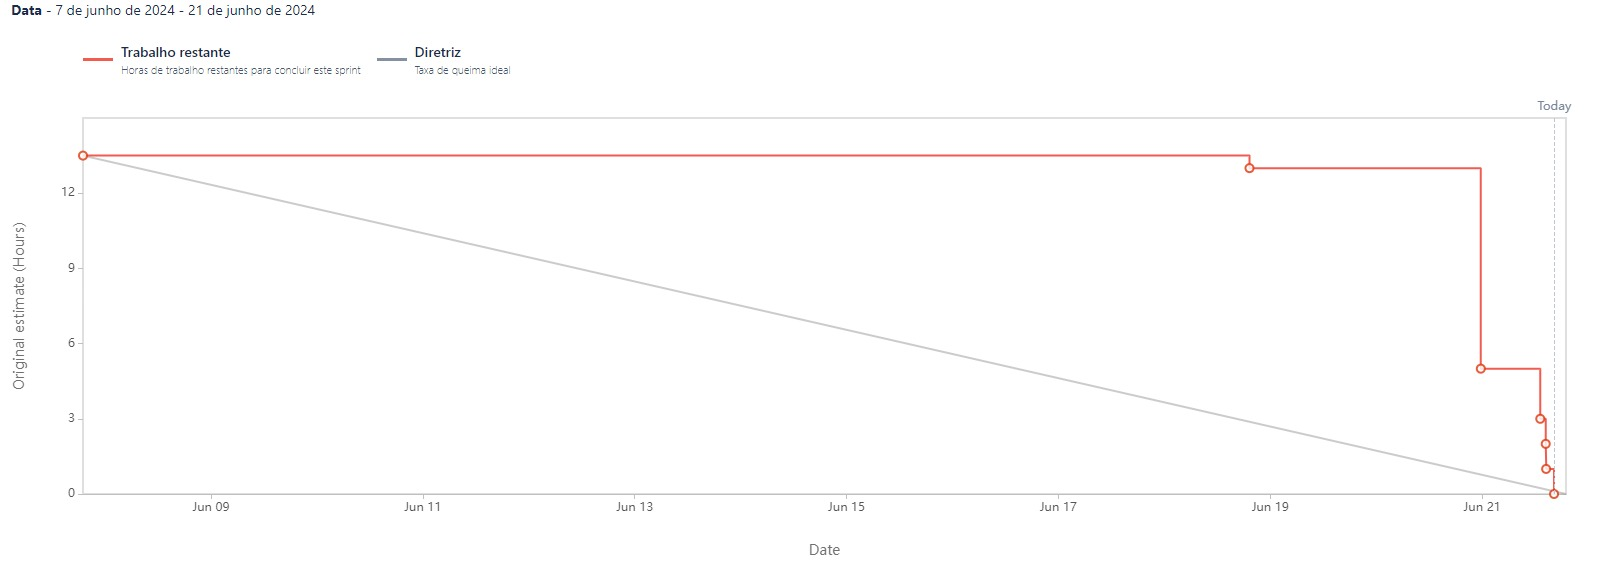 Data - 7 de junho de 2024 - 21 de junho de 2024
Trabalho restante
Horas de trabalho restantes para concluir este sprint
Diretriz
Taxa de queima ideal
Today
12
9
6
3
0
Original estimate (Hours)
Jun 09
Jun 11
Jun 13
Jun 15
Jun 17
Jun 19
Jun 21
Date